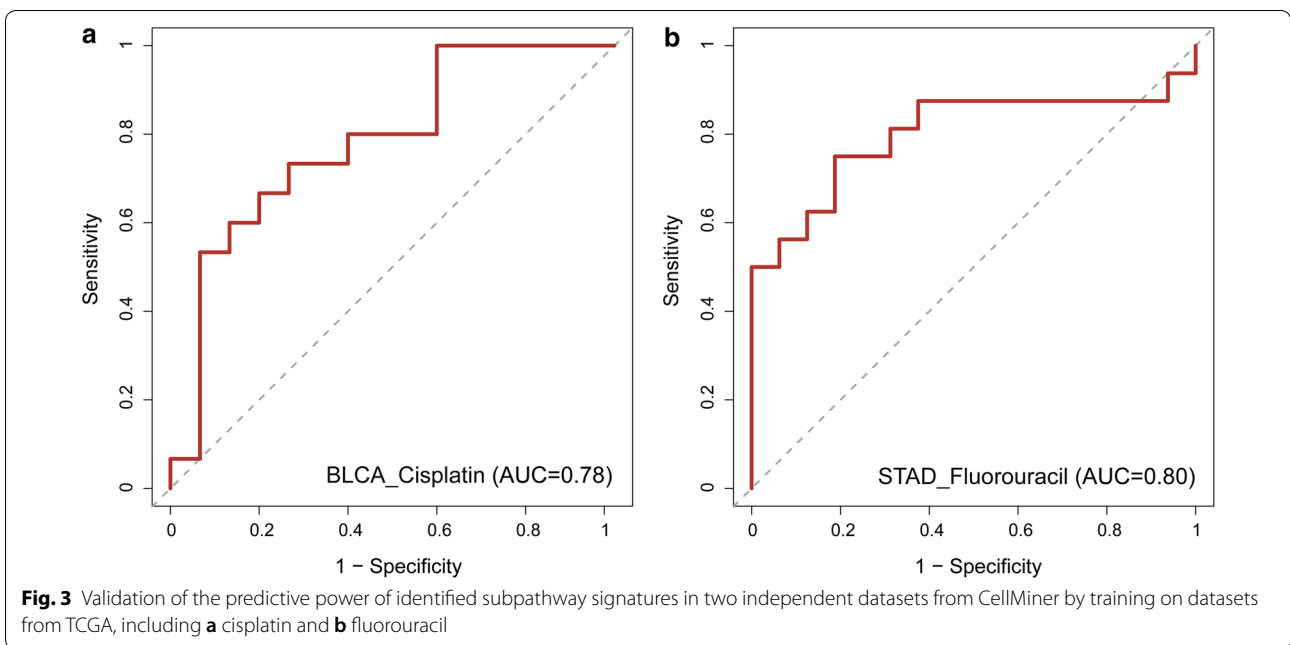 a
1
0.8
0.6
0.4
0.2
0
Sensitivity
BLCA_Cisplatin (AUC=0.78)
0 0.2 0.4 0.6 0.8 1
1 − Specificity
b
1
0.8
0.6
0.4
0.2
0
Sensitivity
STAD_Fluorouracil (AUC=0.80)
0 0.2 0.4 0.6 0.8 1
1 − Specificity
Fig. 3 Validation of the predictive power of identified subpathway signatures in two independent datasets from CellMiner by training on datasets
from TCGA, including a cisplatin and b fluorouracil